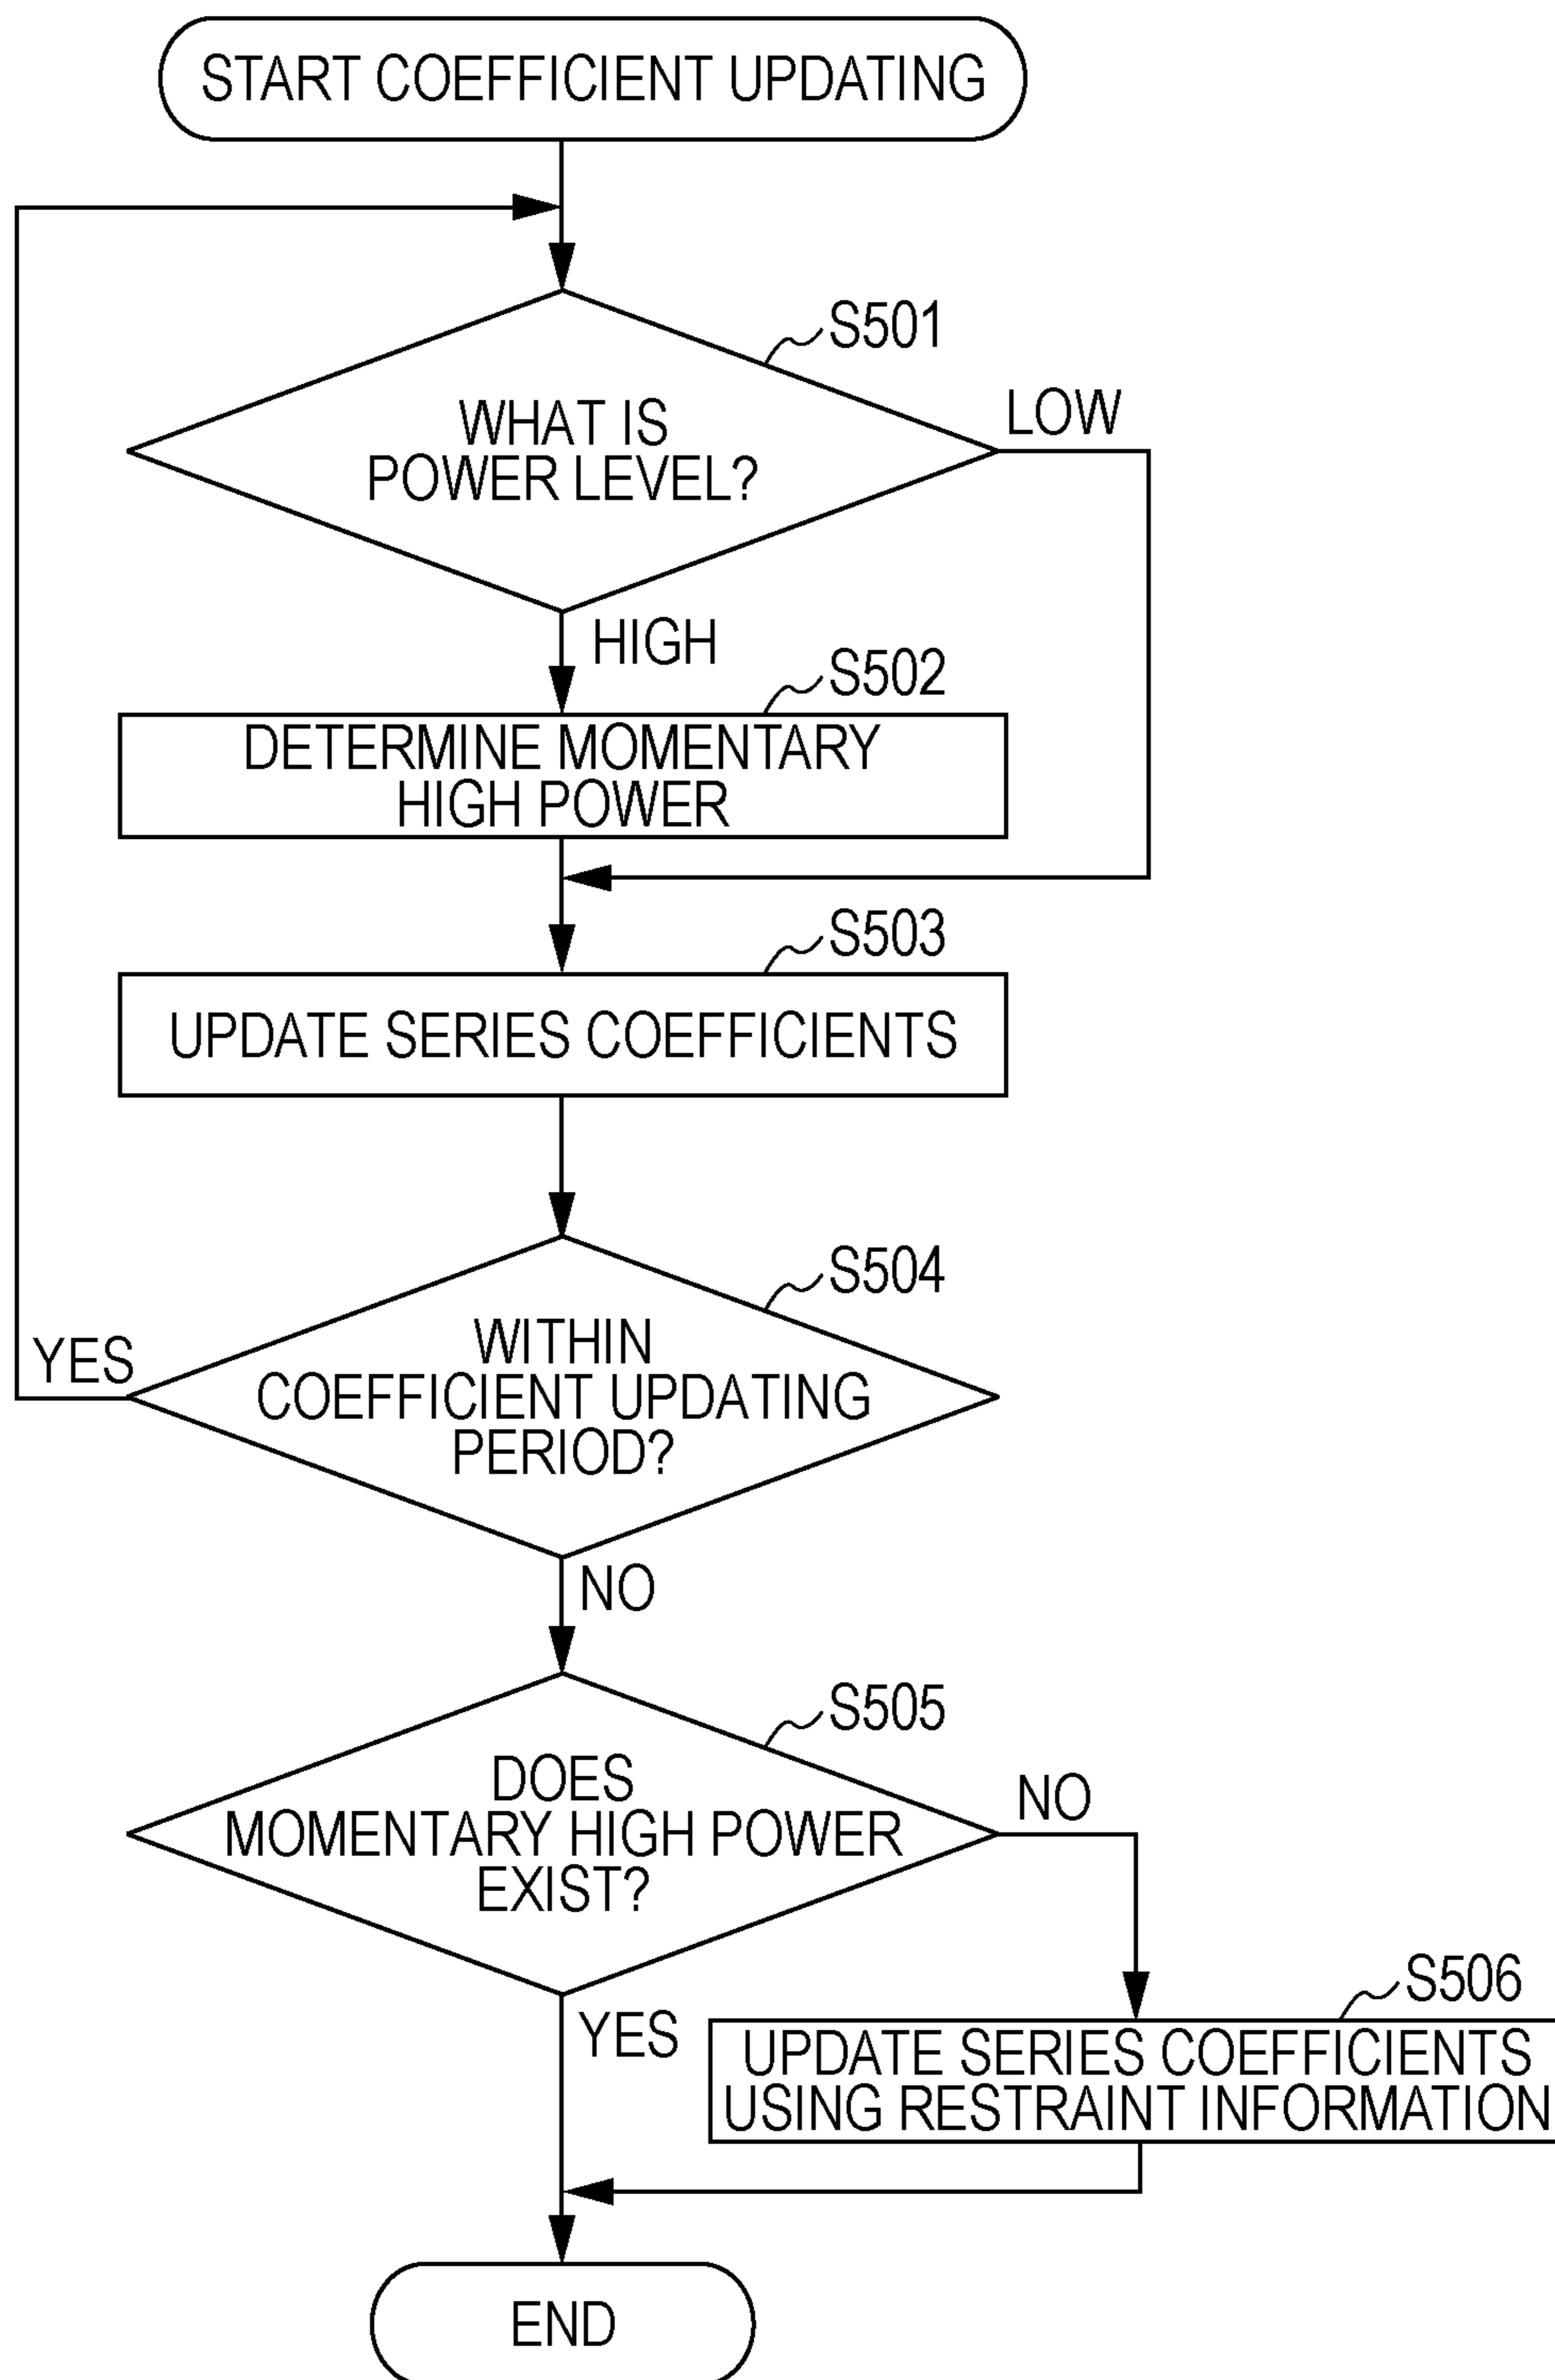 START COEFFICIENT UPDATING
S501
WHAT IS
POWER LEVEL?
LOW
HIGH
S502
DETERMINE MOMENTARY
HIGH POWER
S503
UPDATE SERIES COEFFICIENTS
S504
WITHIN
COEFFICIENT UPDATING
PERIOD?
YES
NO
S505
DOES
MOMENTARY HIGH POWER
EXIST?
NO
YES
S506
UPDATE SERIES COEFFICIENTS
USING RESTRAINT INFORMATION
END